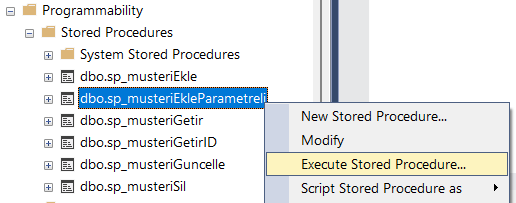 Programmability
Stored Procedures
System Stored Procedures
dbo.sp_musteriEkle
dbo.sp_musteriEkleParametreli
dbo.sp_musteriGetir
dbo.sp_musteriGetirID
dbo.sp_musteriGuncelle
dbo.sp_musteriSil
New Stored Procedure...
Modify
Execute Stored Procedure...
Script Stored Procedure as